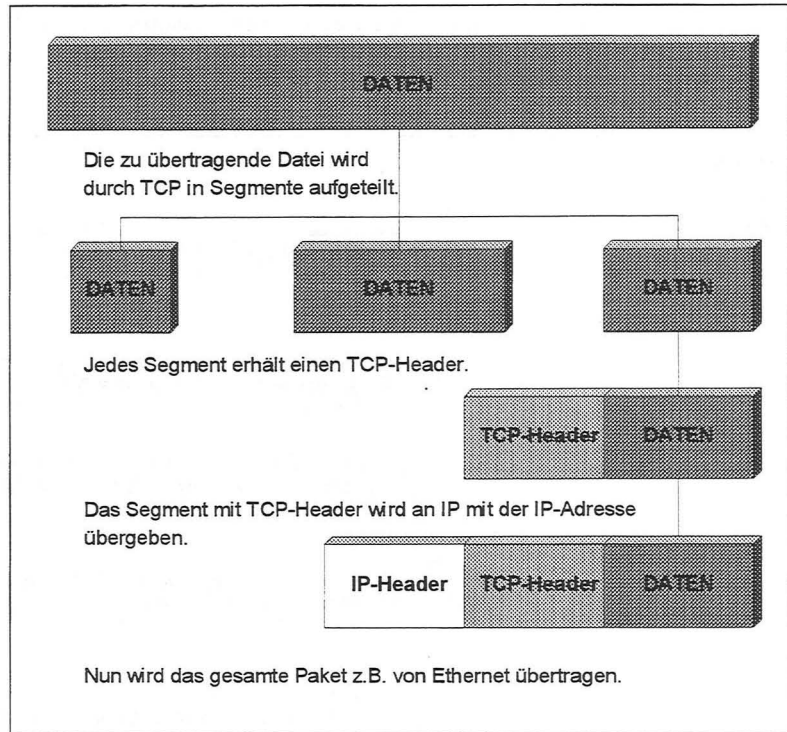 DATEN
Die zu übertragende Datei wird
durch TCP in Segmente aufgeteilt.
DATEN
DATEN
DATEN
Jedes Segment erhält einen TCP-Header.
TCP-Header
DATEN
Das Segment mit TCP-Header wird an IP mit der IP-Adresse
übergeben.
IP-Header
TCP-Header
DATEN
Nun wird das gesamte Paket z.B. von Ethernet übertragen.